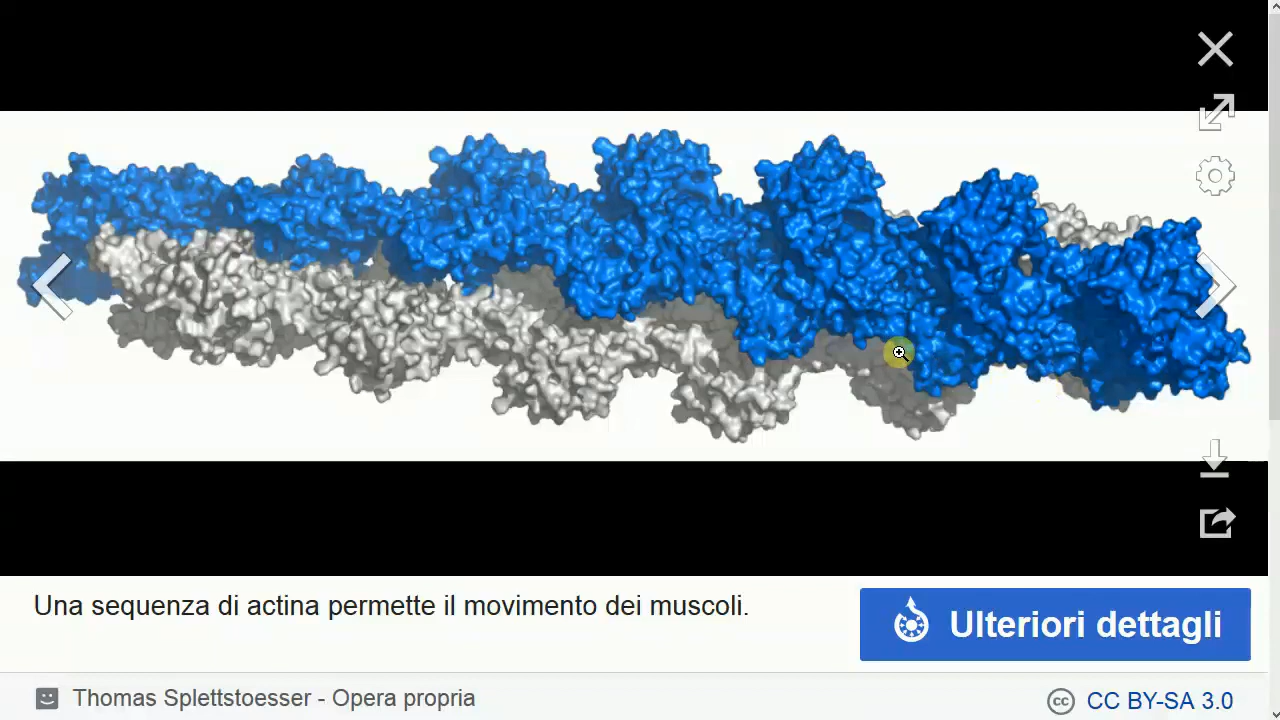 Una sequenza di actina permette il movimento dei muscoli.
Ulteriori dettagli
Thomas Splettstoesser - Opera propria
cc CC BY-SA 3.0